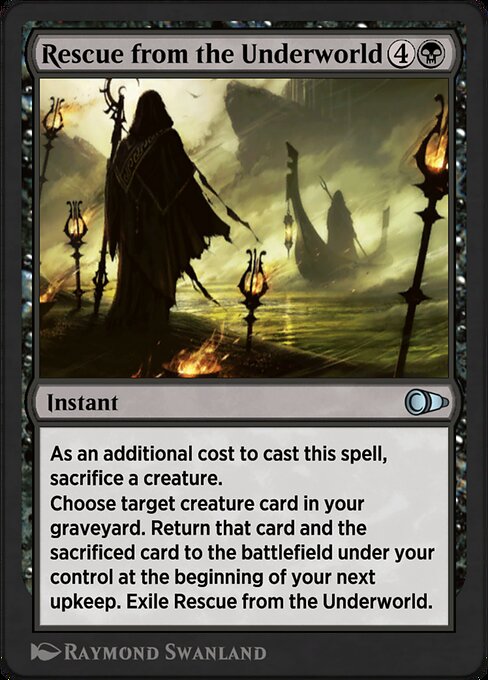 Rescue from the Underworld 4
Instant
As an additional cost to cast this spell,
sacrifice a creature.
Choose target creature card in your
graveyard. Return that card and the
sacrificed card to the battlefield under your
control at the beginning of your next
upkeep. Exile Rescue from the Underworld.
Raymond Swanland